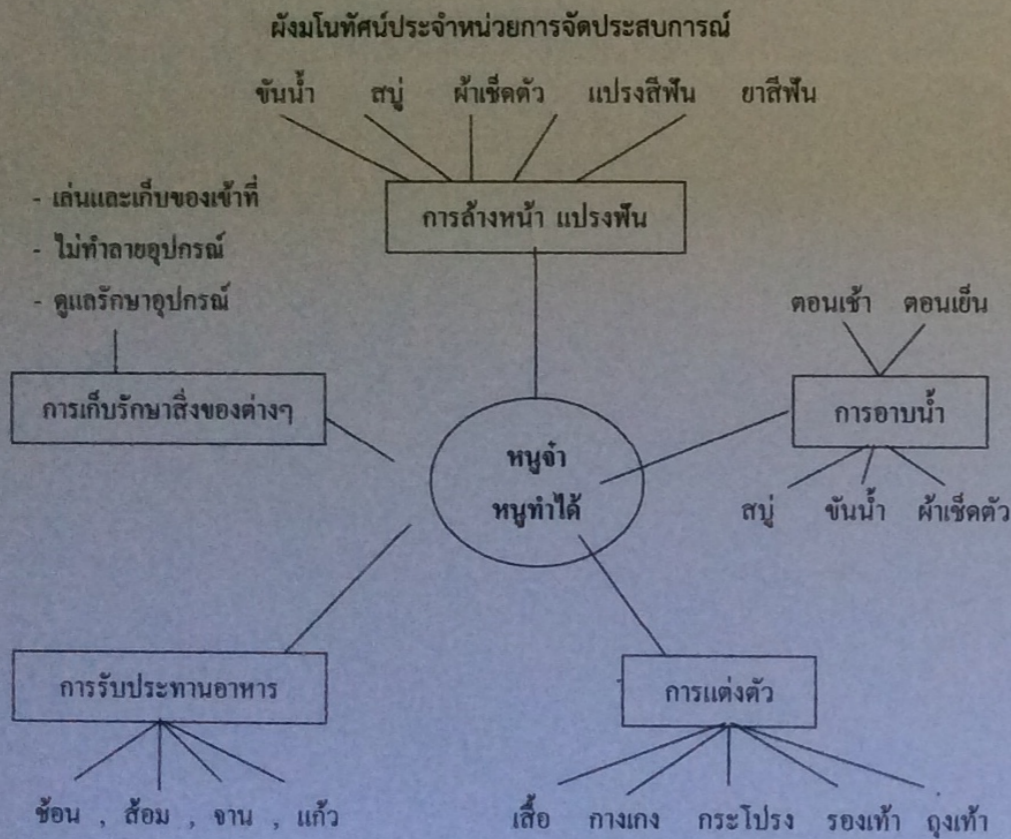 ผังมโนทัศน์ประจำหน่วยการจัดประสบการณ์
ขันน้ำ สบู่ ผ้าเช็ดตัว แปรงสีฟัน ยาสีฟัน
การล้างหน้า แปรงฟัน
- เล่นและเก็บของเข้าที่
- ไม่ทำลายอุปกรณ์
- ดูแลรักษาอุปกรณ์
การเก็บรักษาสิ่งของต่างๆ
ตอนเช้า ตอนเย็น
การอาบน้ำ
สบู่ ขันน้ำ ผ้าเช็ดตัว
หนูจ๋า
หนูทำได้
การรับประทานอาหาร
ช้อน , ส้อม , จาน , แก้ว
การแต่งตัว
เสื้อ กางเกง กระโปรง รองเท้า ถุงเท้า